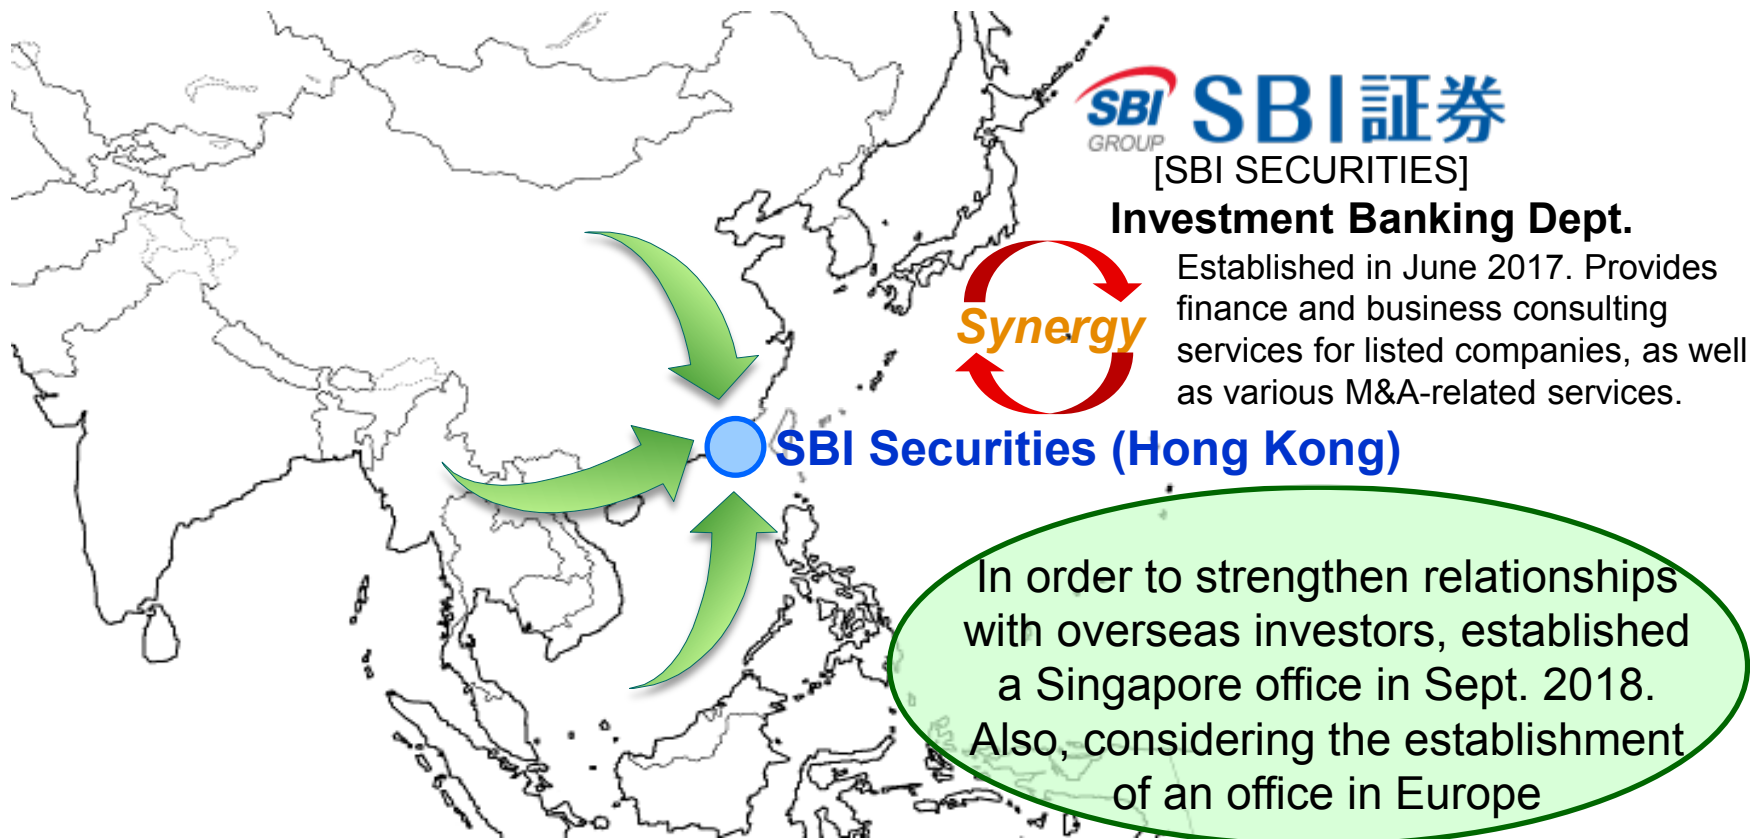 SBI
GROUP
SBI証券
[SBI SECURITIES]
Investment Banking Dept.
Established in June 2017. Provides
finance and business consulting
services for listed companies, as well
as various M&A-related services.
Synergy
SBI Securities (Hong Kong)
In order to strengthen relationships
with overseas investors, established
a Singapore office in Sept. 2018.
Also, considering the establishment
of an office in Europe